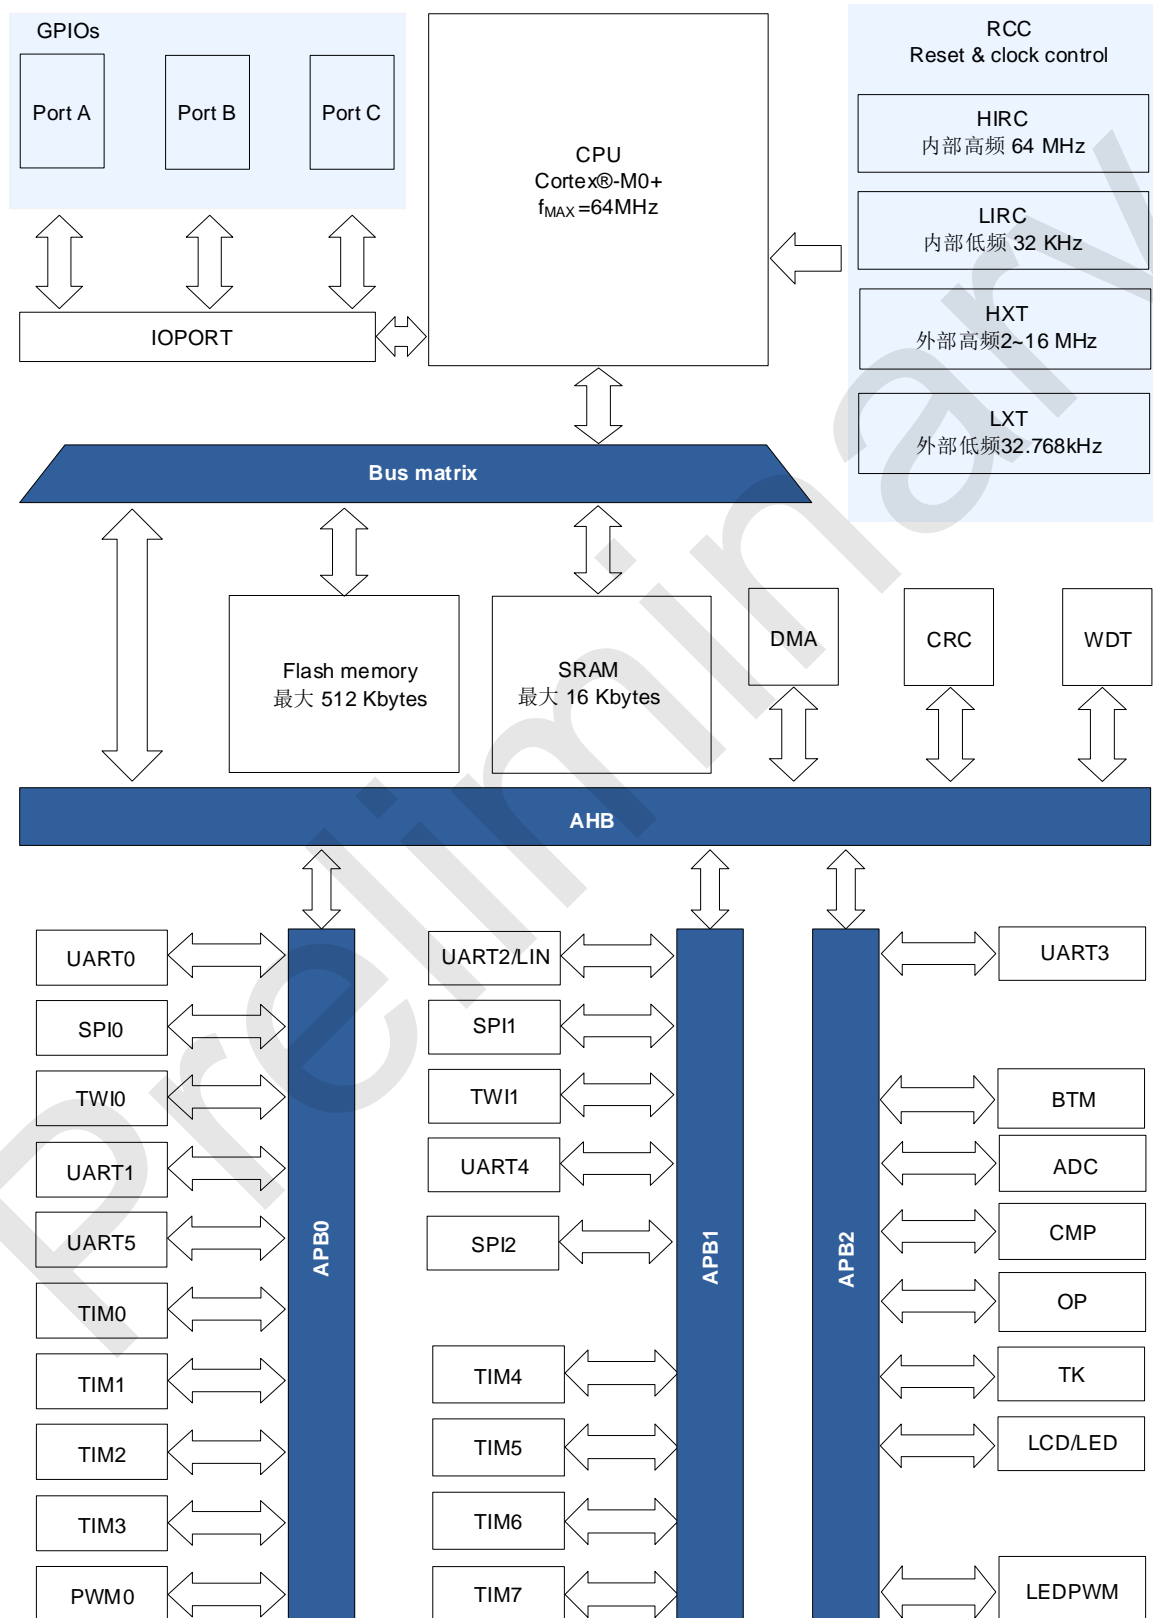 GPIOs
Port A
Port B
Port C
IOPORT
CPU
Cortex®-M0+
fMAX=64MHz
RCC
Reset & clock control
HIRC
内部高频 64 MHz
LIRC
内部低频 32 KHz
HXT
外部高频2~16 MHz
LXT
外部低频32.768kHz
Bus matrix
Flash memory
最大 512 Kbytes
SRAM
最大 16 Kbytes
DMA
CRC
WDT
AHB
UART0
SPI0
TWI0
UART1
UART5
TIM0
TIM1
TIM2
TIM3
PWM0
APB0
UART2/LIN
SPI1
TWI1
UART4
SPI2
TIM4
TIM5
TIM6
TIM7
APB1
APB2
UART3
BTM
ADC
CMP
OP
TK
LCD/LED
LEDPWM
Preliminary